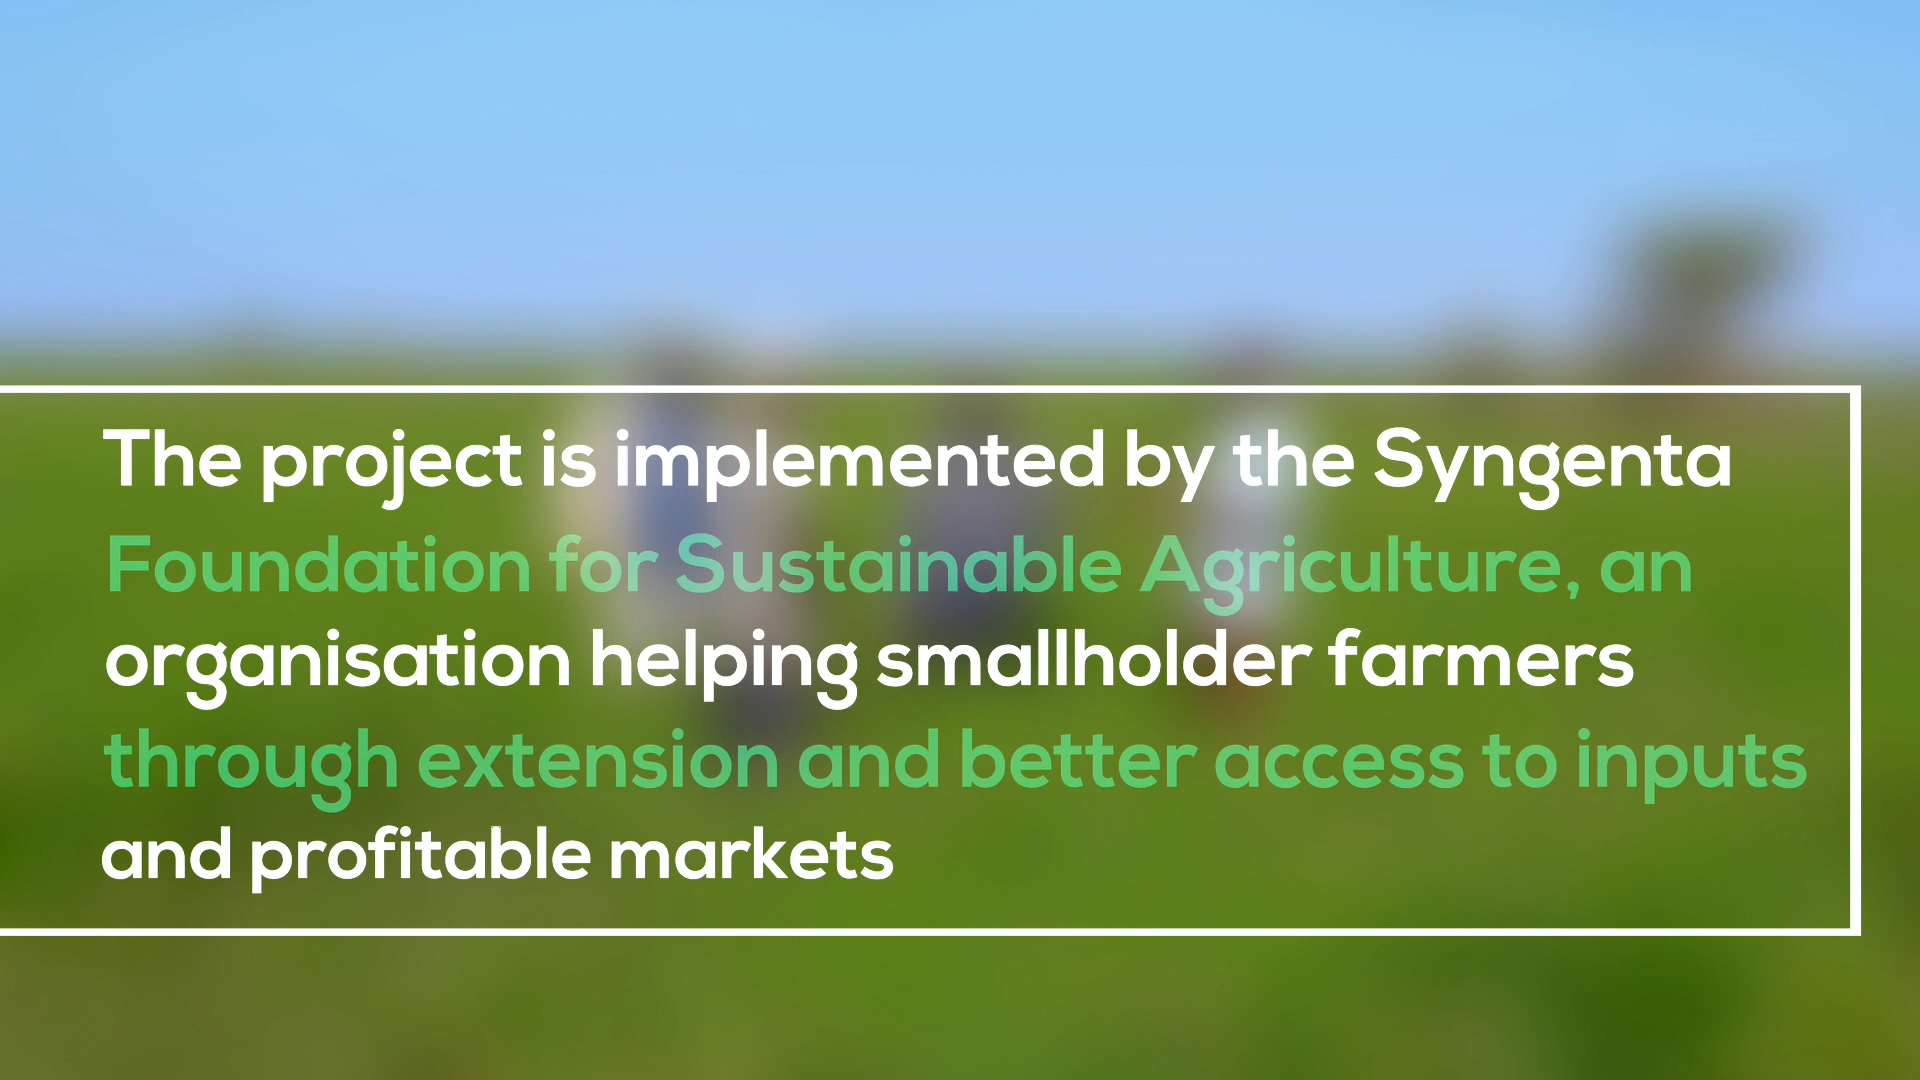 The project is implemented by the Syngenta
Foundation for Sustainable Agriculture, an
organisation helping smallholder farmers
through extension and better access to inputs
and profitable markets